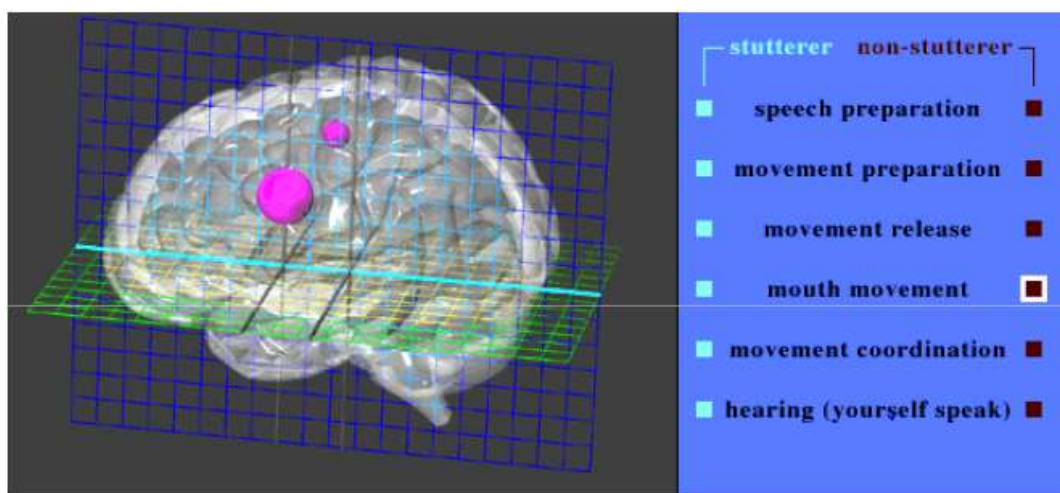 stutterer non-stutterer
speech preparation
movement preparation
movement release
mouth movement
movement coordination
hearing (yourself speak)